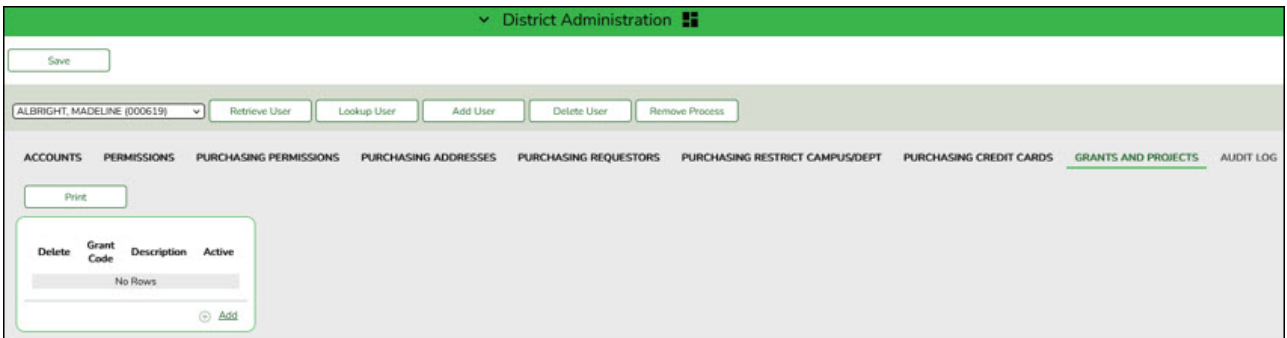 District Administration
Save
ALBRIGHT, MADELINE (000619) Retrieve User Lookup User Add User Delete User Remove Process
ACCOUNTS PERMISSIONS PURCHASING PERMISSIONS PURCHASING ADDRESSES PURCHASING REQUESTORS PURCHASING RESTRICT CAMPUS/DEPT PURCHASING CREDIT CARDS GRANTS AND PROJECTS AUDIT LOG
Print
Delete Grant Code Description Active
No Rows
Add